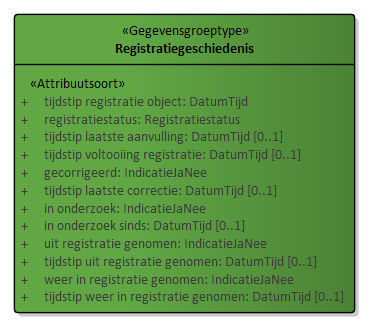 «Gegevensgroeptype»
Registratiegeschiedenis
«Attribuutsoort»
+ tijdstip registratie object: DatumTijd
+ registratiestatus: Registratiestatus
+ tijdstip laatste aanvulling: DatumTijd [0..1]
+ tijdstip voltooiing registratie: DatumTijd [0..1]
+ gecorrigeerd: IndicatieJaNee
+ tijdstip laatste correctie: DatumTijd [0..1]
+ in onderzoek: IndicatieJaNee
+ in onderzoek sinds: DatumTijd [0..1]
+ uit registratie genomen: IndicatieJaNee
+ tijdstip uit registratie genomen: DatumTijd [0..1]
+ weer in registratie genomen: IndicatieJaNee
+ tijdstip weer in registratie genomen: DatumTijd [0..1]